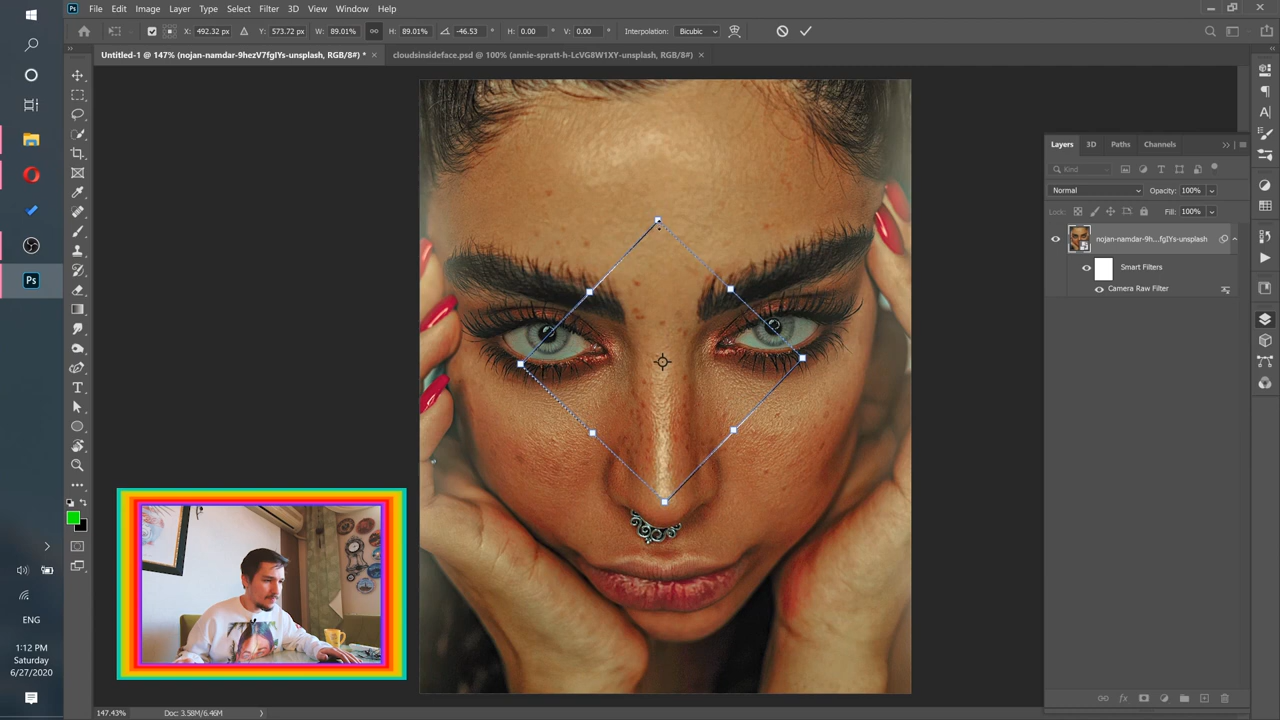 Ps File Edit Image Layer Type Select Filter 3D View Window Help
X: 492.32 px Y: 573.72 px W: 89.01% H: 89.01% -46.53 H: 0.00 V: 0.00 Interpolation: Bicubic
Untitled-1 @ 147% (nojan-namdar-9hezV7fgIYs-unsplash, RGB/8#) * × cloudsinsideface.psd @ 100% (annie-spratt-h-LcVG8W1XY-unsplash, RGB/8#) ×
Layers 3D Paths Channels
Kind
Normal Opacity: 100%
Lock: Fill: 100%
nojan-namdar-9h...fgIYs-unsplash
Smart Filters
Camera Raw Filter
Ps
ENG
1:12 PM
Saturday
6/27/2020
147.43% Doc: 3.58M/6.46M